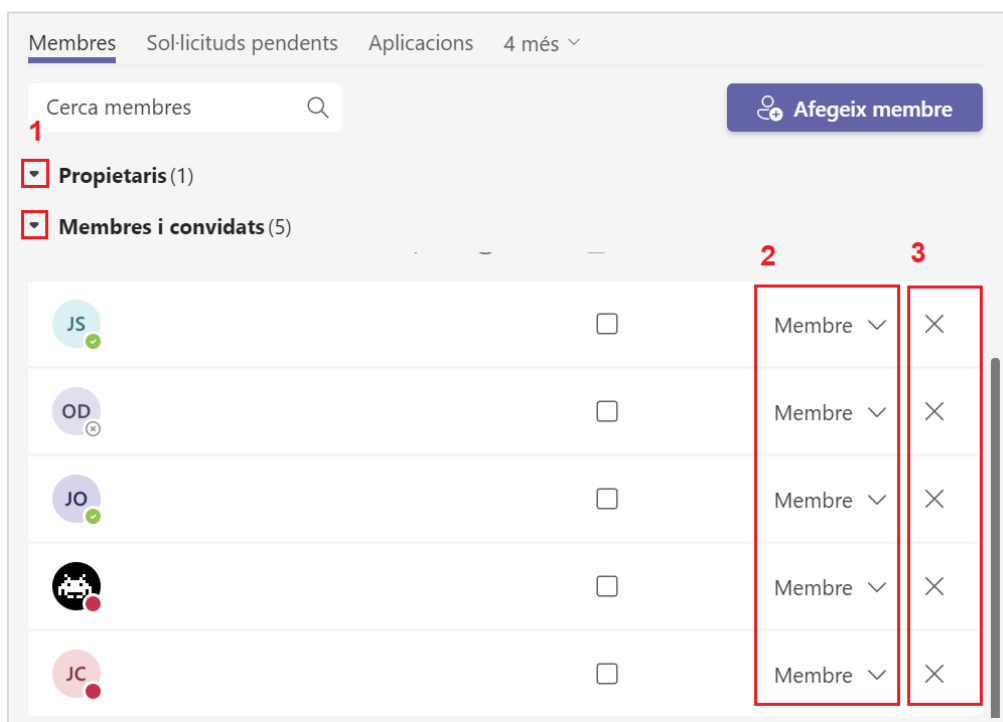 Membres Sol·licituds pendents Aplicacions 4 més
Cerca membres Afegeix membre
1
Propietaris (1)
Membres i convidats (5)
2 3
JS Membre
OD Membre
JO Membre
Membre
JC Membre